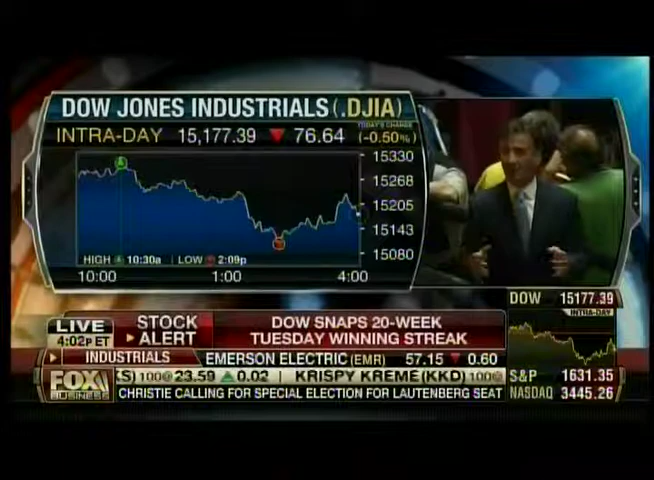 DOW JONES INDUSTRIALS (.DJIA)
TODAY'S CHANGE
INTRA-DAY 15,177.39 ▼ 76.64 (-0.50%)
15330
15268
15205
15143
15080
HIGH 10:30a | LOW 2:09p
10:00 1:00 4:00
DOW 15177.39
INTRA-DAY
LIVE
4:02p ET
STOCK
ALERT
DOW SNAPS 20-WEEK
TUESDAY WINNING STREAK
INDUSTRIALS EMERSON ELECTRIC (EMR) 57.15 ▼ 0.60
KS) 100@23.59 ▲ 0.02 | KRISPY KREME (KKD) 100@
S&P 1631.35
FOX
BUSINESS
CHRISTIE CALLING FOR SPECIAL ELECTION FOR LAUTENBERG SEAT
NASDAQ 3445.26